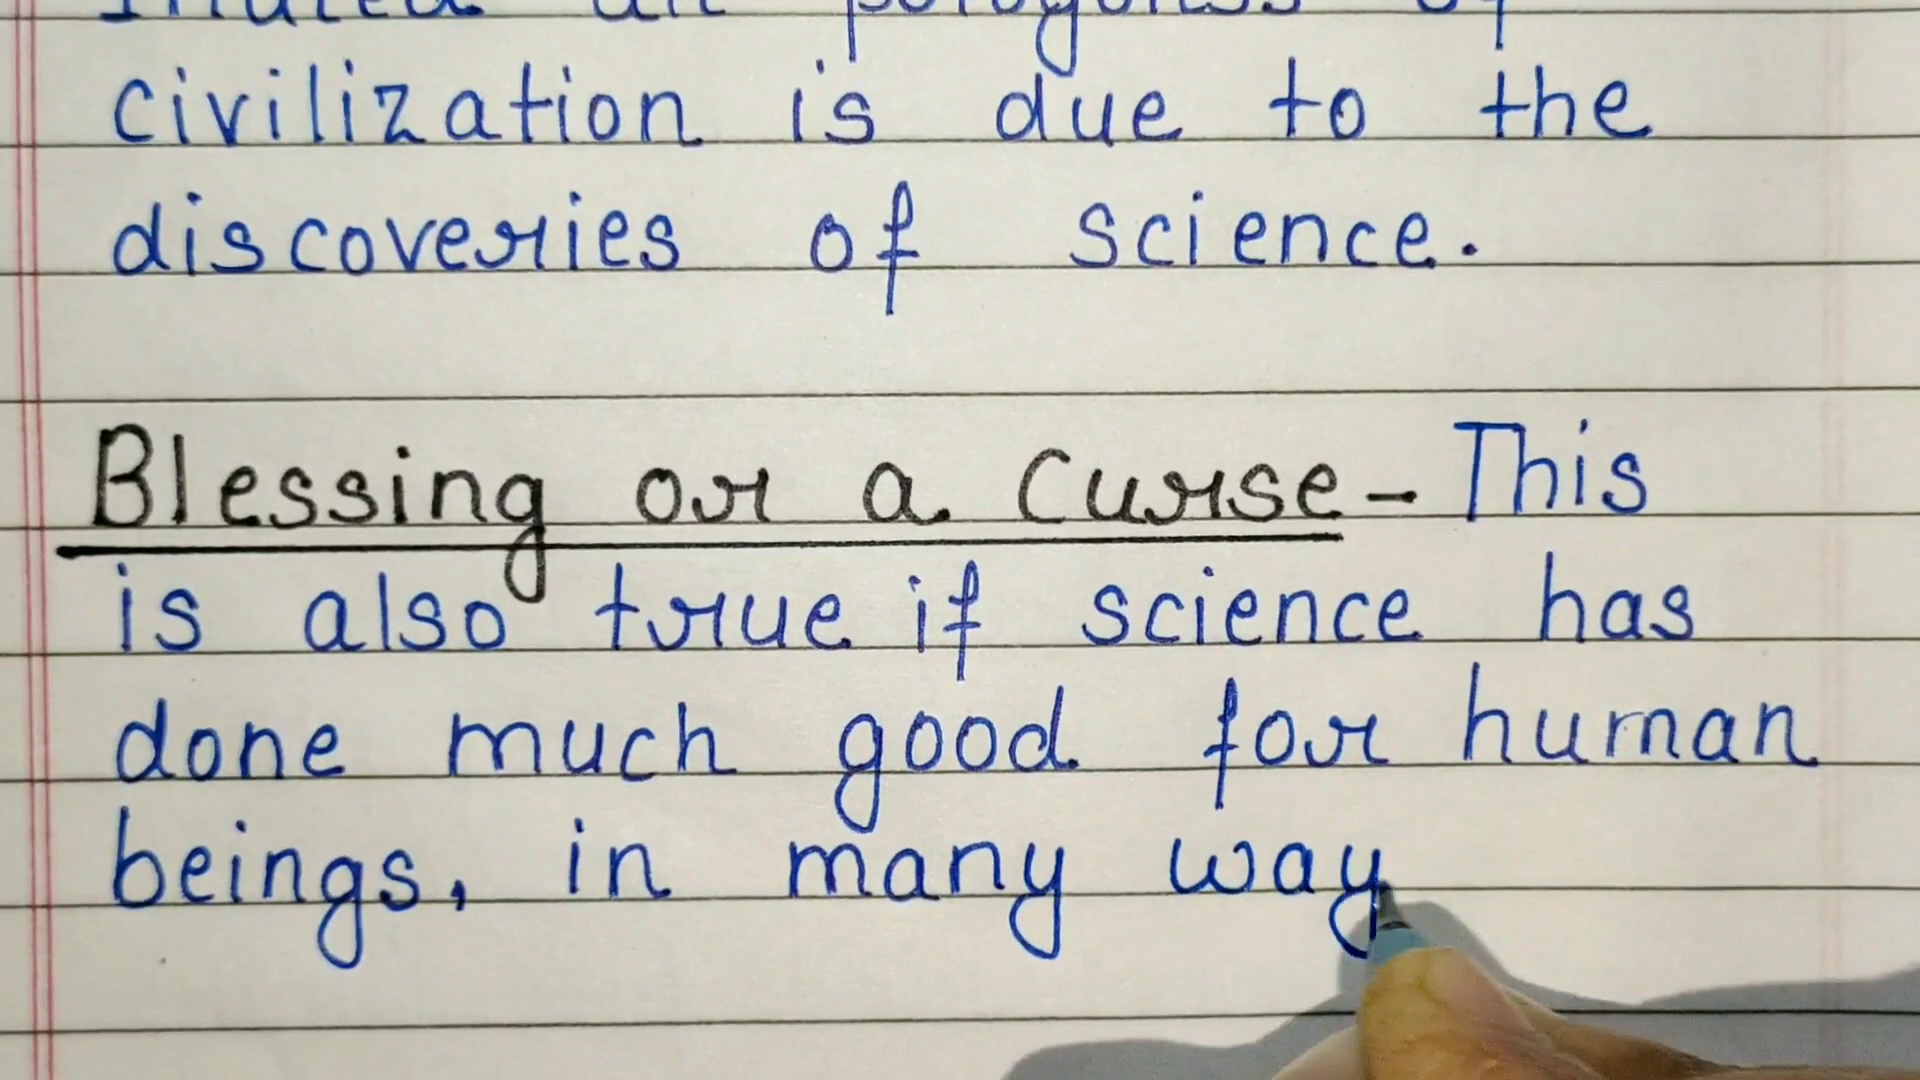 civilization is due to the
discoveries of science.
Blessing or a Curse - This
is also true if science has
done much good for human
beings, in many way